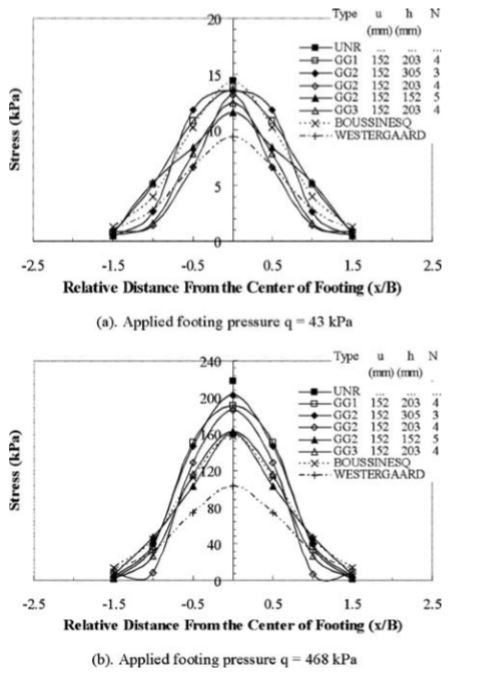 20
Type u h N
(mm) (mm)
UNR ... ... ...
GG1 152 203 4
GG2 152 305 3
GG2 152 203 4
GG2 152 152 5
GG3 152 203 4
BOUSSINESQ
WESTERGAARD
15
10
5
0
Stress (kPa)
-2.5 -1.5 -0.5 0.5 1.5 2.5
Relative Distance From the Center of Footing (x/B)
(a). Applied footing pressure q = 43 kPa
240
Type u h N
(mm) (mm)
UNR ... ... ...
GG1 152 203 4
GG2 152 305 3
GG2 152 203 4
GG2 152 152 5
GG3 152 203 4
BOUSSINESQ
WESTERGAARD
200
160
120
80
40
0
Stress (kPa)
-2.5 -1.5 -0.5 0.5 1.5 2.5
Relative Distance From the Center of Footing (x/B)
(b). Applied footing pressure q = 468 kPa